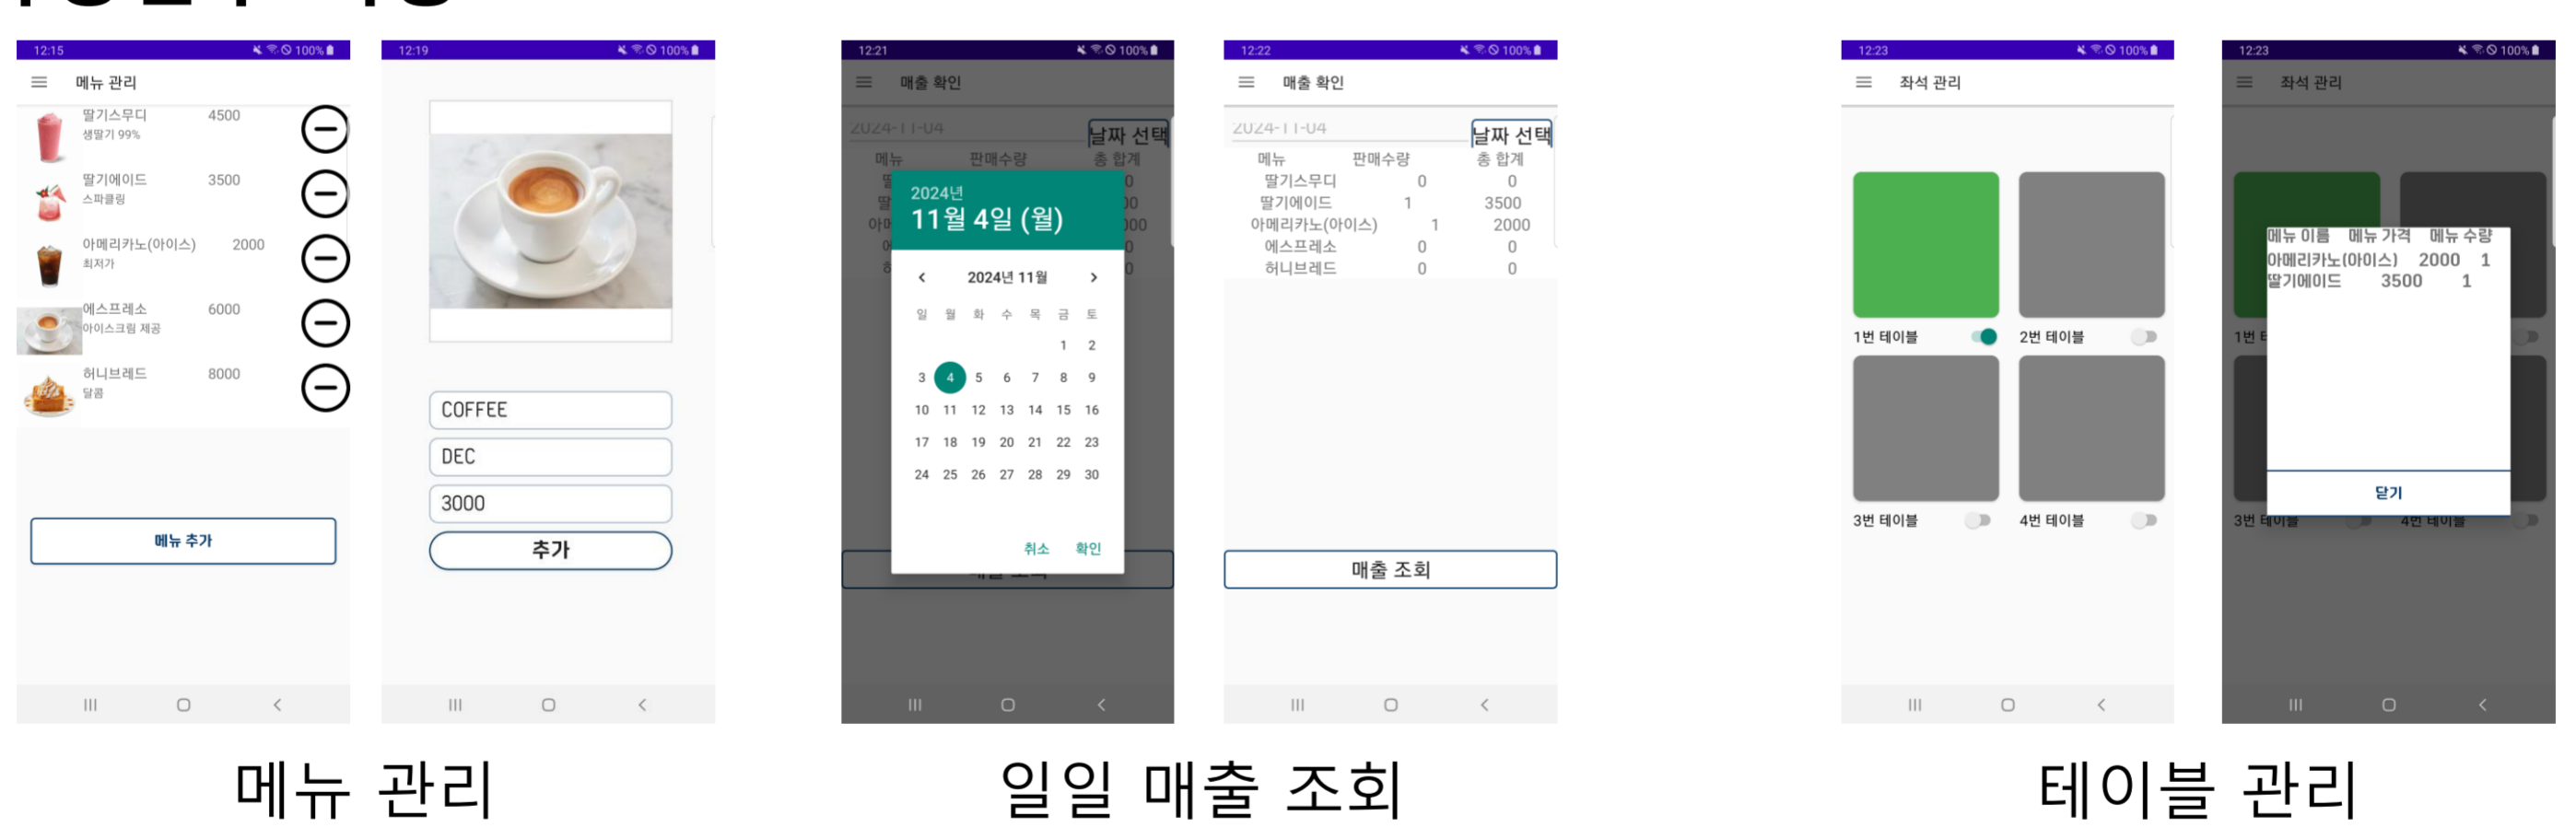 12:15 100%
메뉴 관리
딸기스무디 4500
생딸기 99%
딸기에이드 3500
스파클링
아메리카노(아이스) 2000
최저가
에스프레소 6000
아이스크림 제공
허니브레드 8000
달콤
메뉴 추가
12:19 100%
COFFEE
DEC
3000
추가
메뉴 관리
12:21 100%
매출 확인
2024-11-04 날짜 선택
메뉴 판매수량 총 합계
2024년
11월 4일 (월)
2024년 11월
일 월 화 수 목 금 토
1 2
3 4 5 6 7 8 9
10 11 12 13 14 15 16
17 18 19 20 21 22 23
24 25 26 27 28 29 30
취소 확인
12:22 100%
매출 확인
2024-11-04 날짜 선택
메뉴 판매수량 총 합계
딸기스무디 0 0
딸기에이드 1 3500
아메리카노(아이스) 1 2000
에스프레소 0 0
허니브레드 0 0
매출 조회
일일 매출 조회
12:23 100%
좌석 관리
1번 테이블 2번 테이블
3번 테이블 4번 테이블
12:23 100%
좌석 관리
메뉴 이름 메뉴 가격 메뉴 수량
아메리카노(아이스) 2000 1
딸기에이드 3500 1
닫기
3번 테이블 4번 테이블
테이블 관리